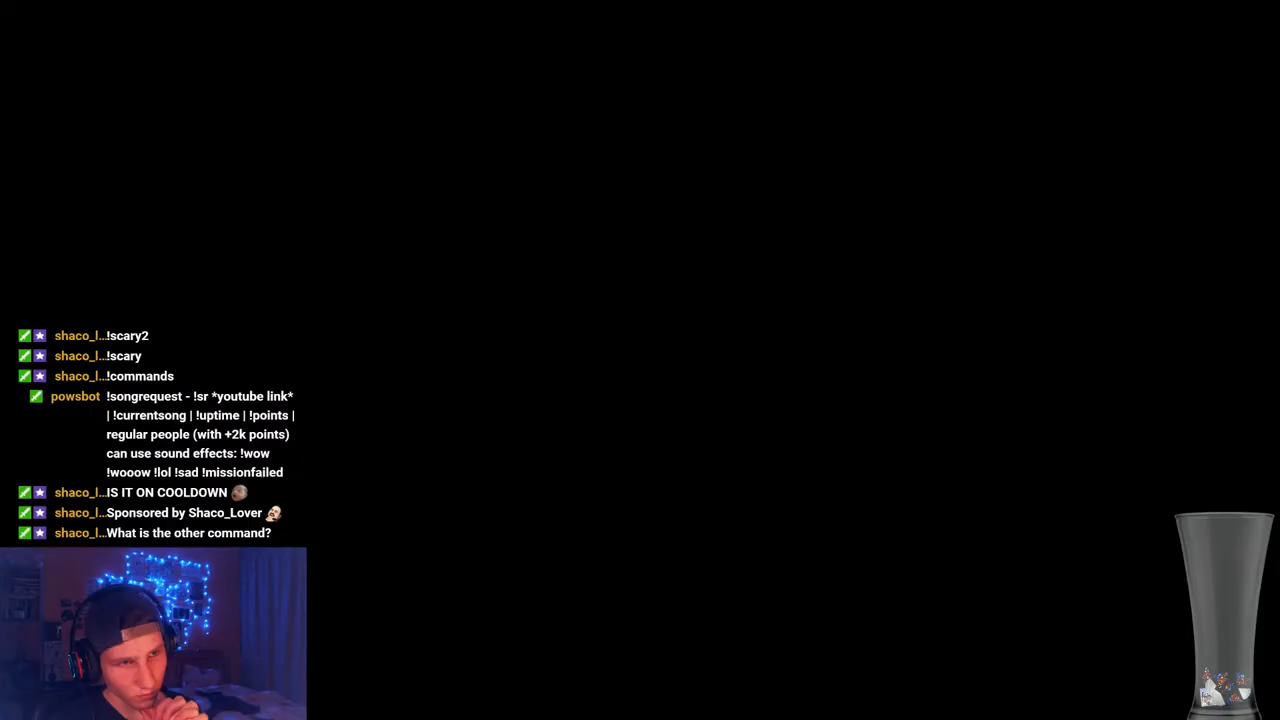 shaco_l...!scary2
shaco_l...!scary
shaco_l...!commands
powsbot !songrequest - !sr *youtube link*
| !currentsong | !uptime | !points |
regular people (with +2k points)
can use sound effects: !wow
!wooow !lol !sad !missionfailed
shaco_l...IS IT ON COOLDOWN
shaco_l...Sponsored by Shaco_Lover
shaco_l...What is the other command?